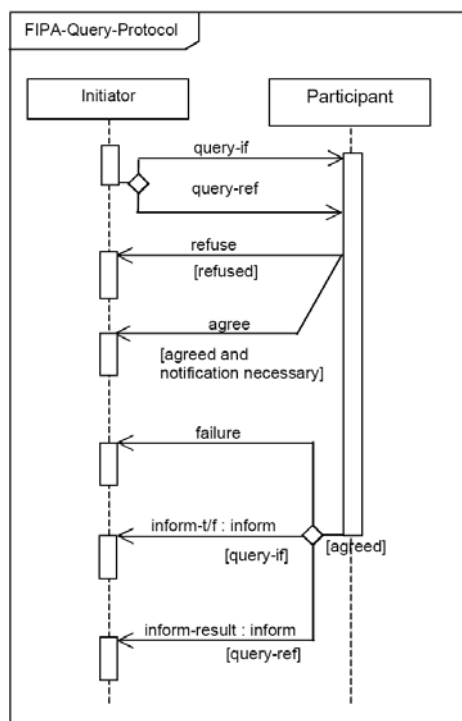 FIPA-Query-Protocol
Initiator
Participant
query-if
query-ref
refuse
[refused]
agree
[agreed and
notification necessary]
failure
inform-t/f : inform
[query-if]
[agreed]
inform-result : inform
[query-ref]